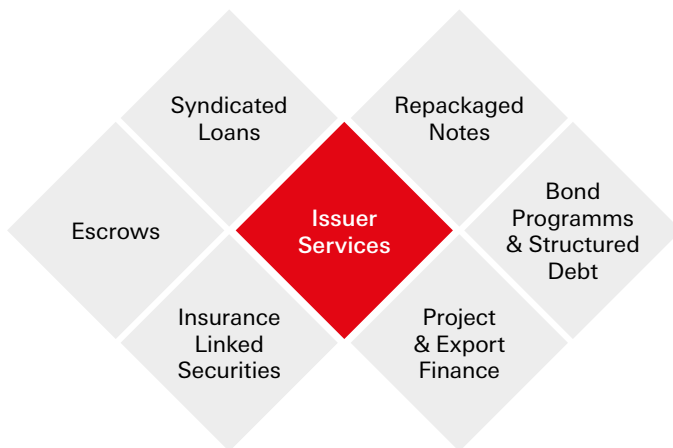 Syndicated
Loans
Repackaged
Notes
Escrows
Issuer
Services
Bond
Programms
& Structured
Debt
Insurance
Linked
Securities
Project
& Export
Finance